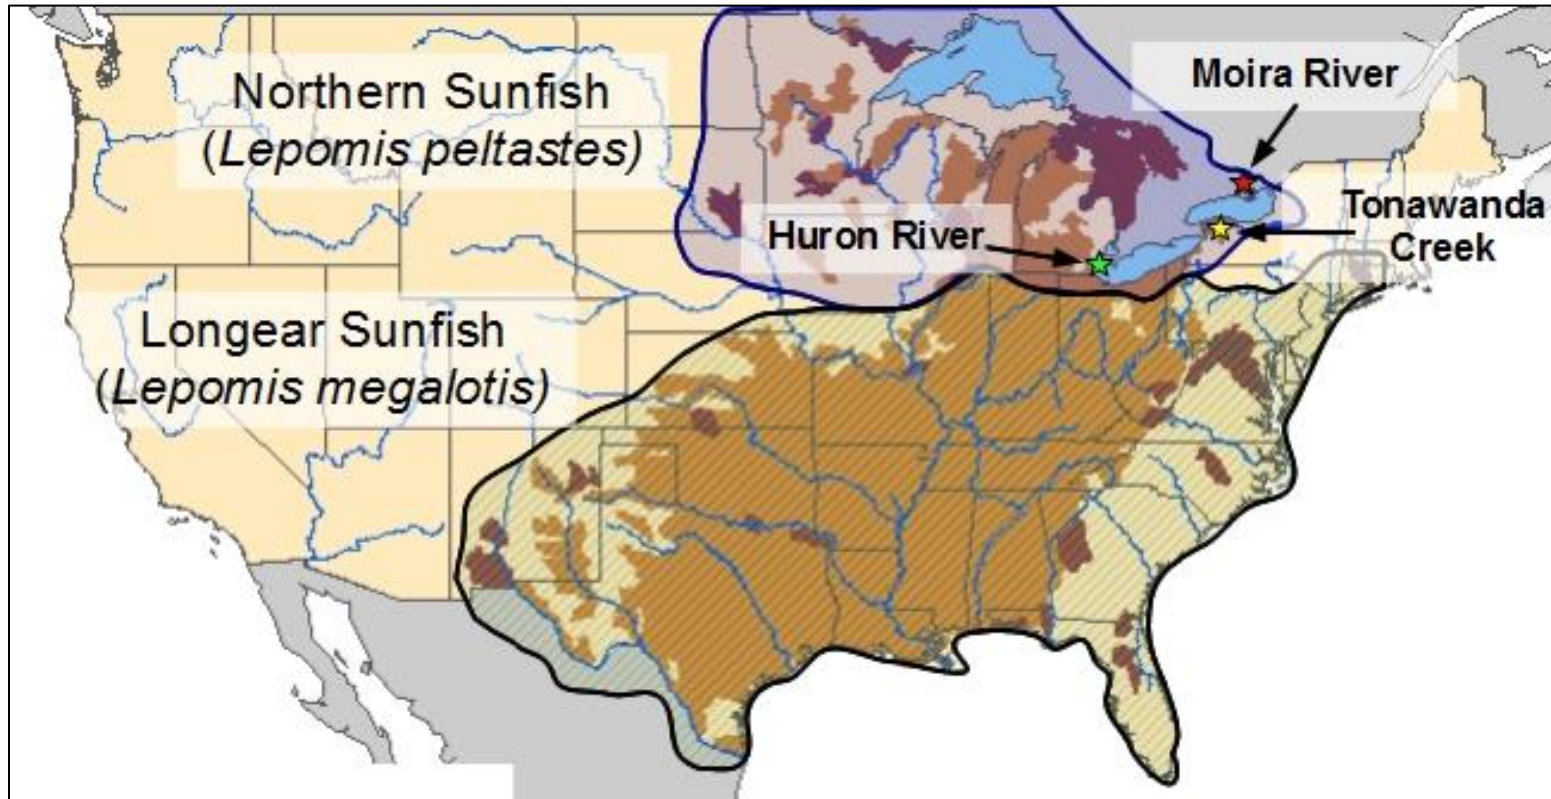 Northern Sunfish
(Lepomis peltastes)
Moira River
Huron River
Tonawanda
Creek
Longear Sunfish
(Lepomis megalotis)